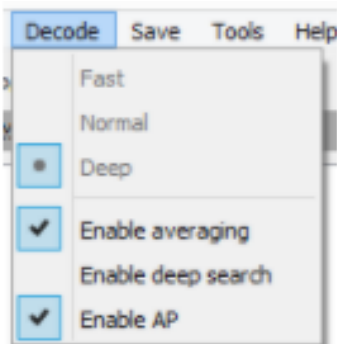 Decode Save Tools Help
Fast
Normal
Deep
Enable averaging
Enable deep search
Enable AP